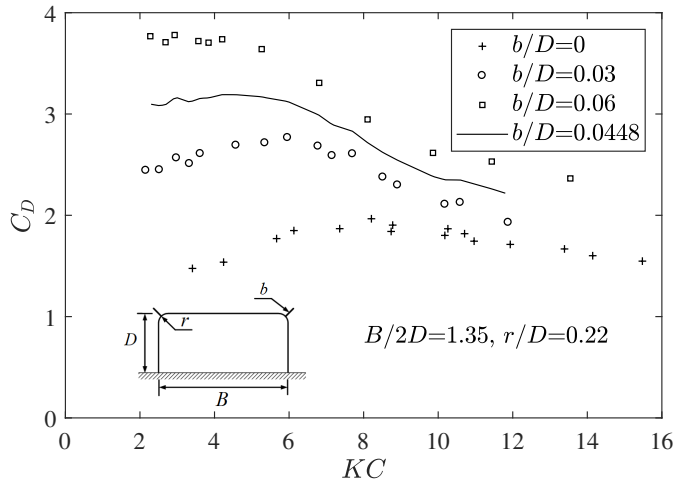 4
3
2
1
0
C_D
b/D=0
b/D=0.03
b/D=0.06
b/D=0.0448
b
r
D
B
B/2D=1.35, r/D=0.22
0 2 4 6 8 10 12 14 16
KC